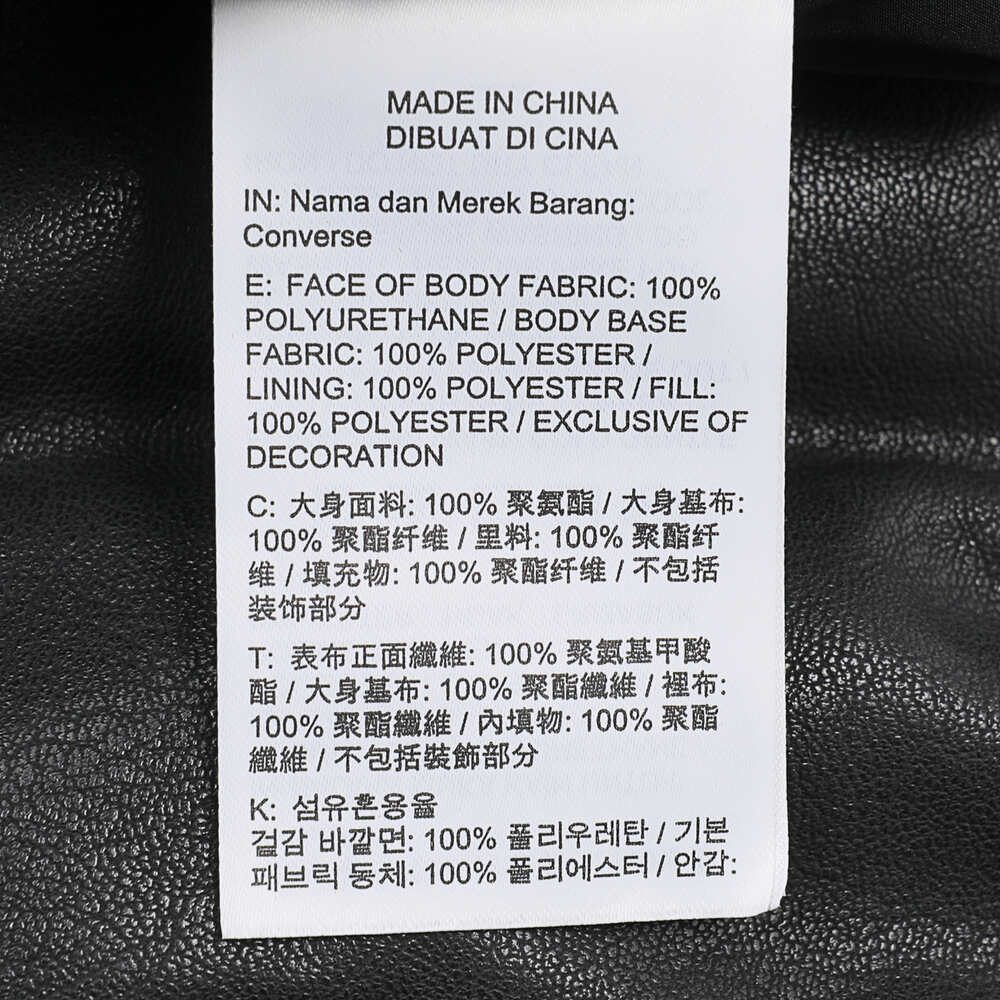 MADE IN CHINA
DIBUAT DI CINA
IN: Nama dan Merek Barang:
Converse
E: FACE OF BODY FABRIC: 100%
POLYURETHANE / BODY BASE
FABRIC: 100% POLYESTER /
LINING: 100% POLYESTER / FILL:
100% POLYESTER / EXCLUSIVE OF
DECORATION
C: 大身面料: 100% 聚氨酯 / 大身基布:
100% 聚酯纤维 / 里料: 100% 聚酯纤
维 / 填充物: 100% 聚酯纤维 / 不包括
装饰部分
T: 表布正面纖維: 100% 聚氨基甲酸
酯 / 大身基布: 100% 聚酯纖維 / 裡布:
100% 聚酯纖維 / 內填物: 100% 聚酯
纖維 / 不包括裝飾部分
K: 섬유혼용율
겉감 바깥면: 100% 폴리우레탄 / 기본
패브릭 동체: 100% 폴리에스터 / 안감: